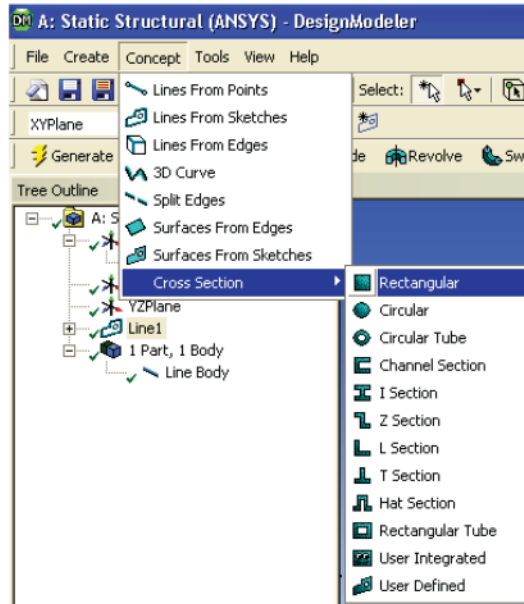 DM A: Static Structural (ANSYS) - DesignModeler
File Create Concept Tools View Help
Lines From Points
Lines From Sketches
Lines From Edges
3D Curve
Split Edges
Surfaces From Edges
Surfaces From Sketches
Cross Section
Select:
XYPlane
Generate
de Revolve Sw
Tree Outline
A: S
YZPlane
Line1
1 Part, 1 Body
Line Body
Rectangular
Circular
Circular Tube
Channel Section
I Section
Z Section
L Section
T Section
Hat Section
Rectangular Tube
User Integrated
User Defined